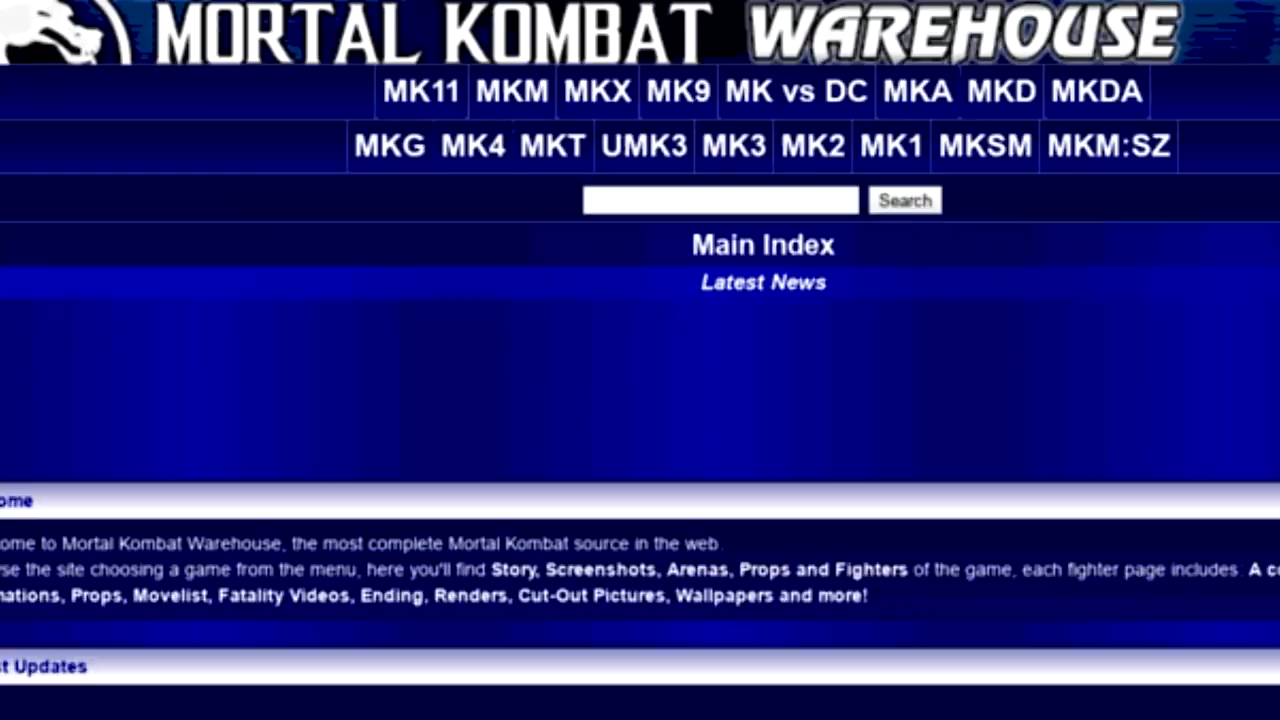 MORTAL KOMBAT WAREHOUSE
MK11 MKM MKX MK9 MK vs DC MKA MKD MKDA
MKG MK4 MKT UMK3 MK3 MK2 MK1 MKSM MKM:SZ
Search
Main Index
Latest News
ome
ome to Mortal Kombat Warehouse, the most complete Mortal Kombat source in the web.
se the site choosing a game from the menu, here you'll find Story, Screenshots, Arenas, Props and Fighters of the game, each fighter page includes: A co
ations, Props, Movelist, Fatality Videos, Ending, Renders, Cut-Out Pictures, Wallpapers and more!
t Updates